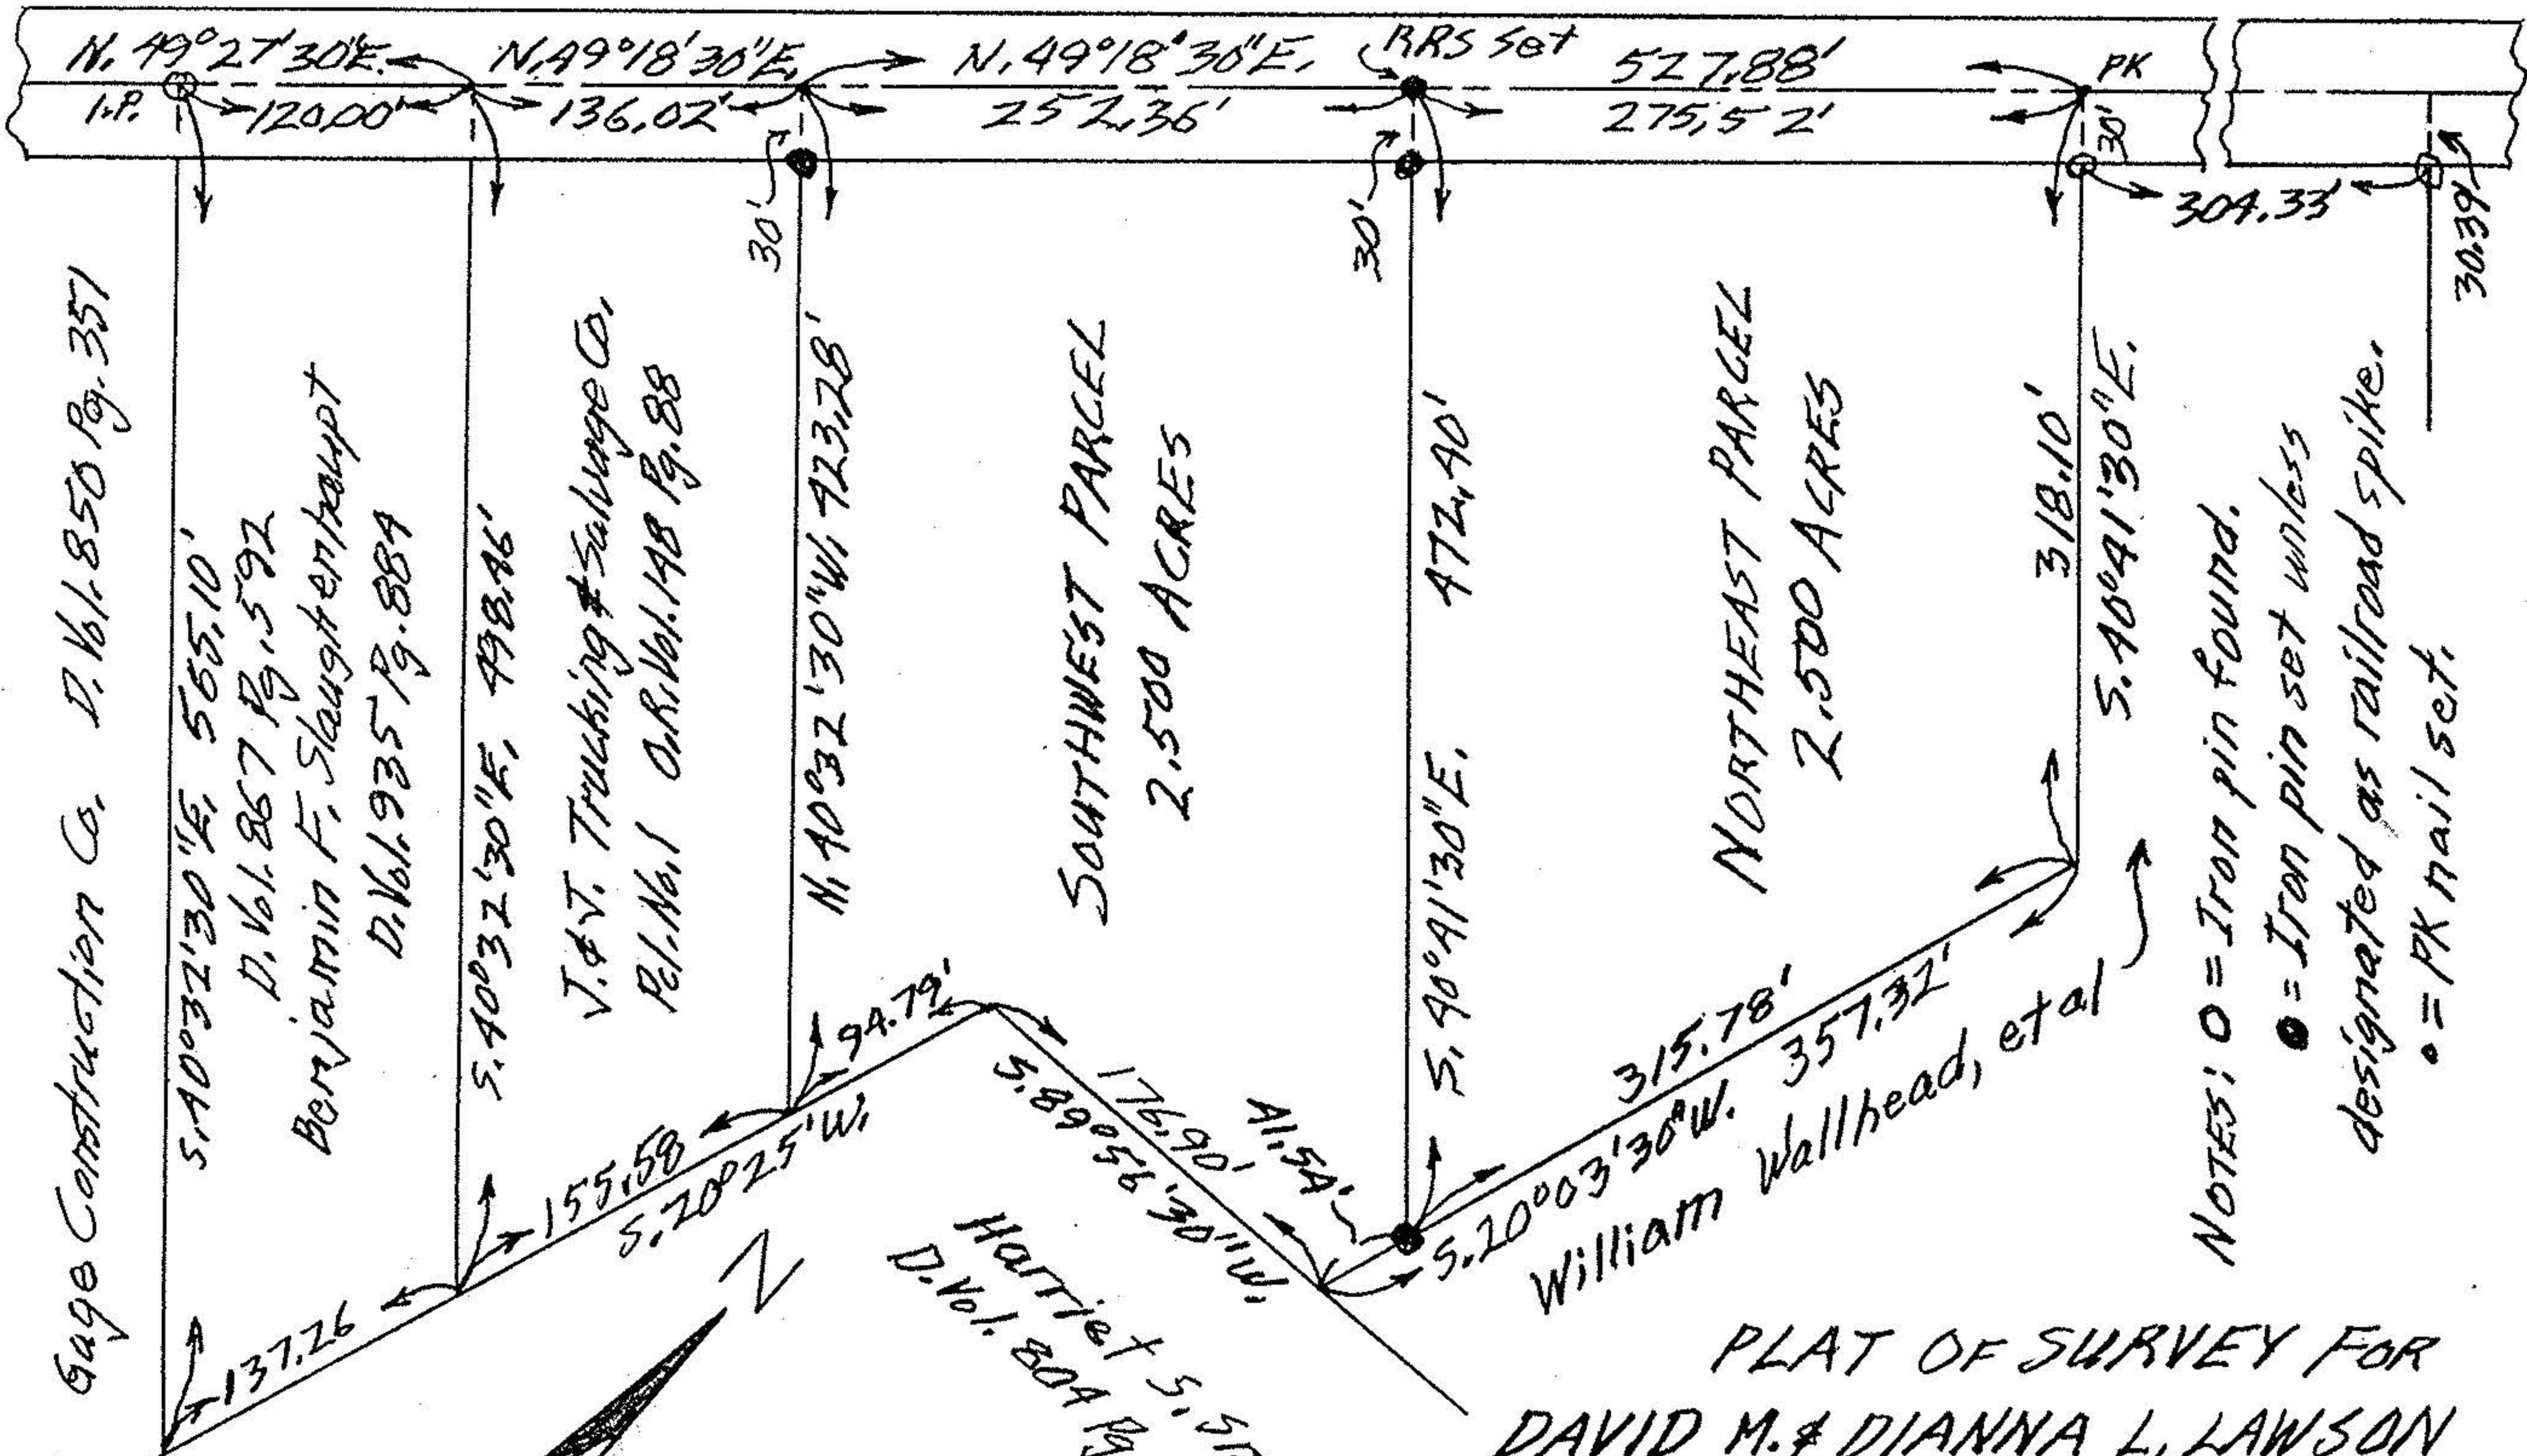 N. 49°27'30"E.
N. 49°18'30"E.
N. 49°18'30"E.
RRS Set
527.88'
PK
I.P.
120.00'
136.02'
252.36'
275.52'
30'
30'
30'
304.33'
30.39'
Gage Construction Co. D. Vol. 850 Pg. 351
S. 40°32'30"E. 565.10'
D. Vol. 867 Pg. 592
Benjamin F. Slaughterhaupt
D. Vol. 935 Pg. 884
S. 40°32'30"E. 498.46'
J. & J. Trucking & Salvage Co.
Pcl. No. 1 O.R. Vol. 148 Pg. 88
N. 40°32'30"W. 423.28'
SOUTHWEST PARCEL
2.500 ACRES
S. 40°41'30"E. 472.40'
NORTHEAST PARCEL
2.500 ACRES
318.10'
S. 40°41'30"E.
137.26
155.58
S. 20°25'W.
94.79'
176.90'
S. 89°56'30"W.
41.54'
315.78'
S. 20°03'30"W. 357.32'
William Wallhead, et al
Harriet S.
D. Vol. 804 Pg
N
NOTES: O = Iron pin found.
● = Iron pin set unless
designated as railroad spike.
• = PK nail set.
PLAT OF SURVEY FOR
DAVID M. & DIANNA L. LAWSON